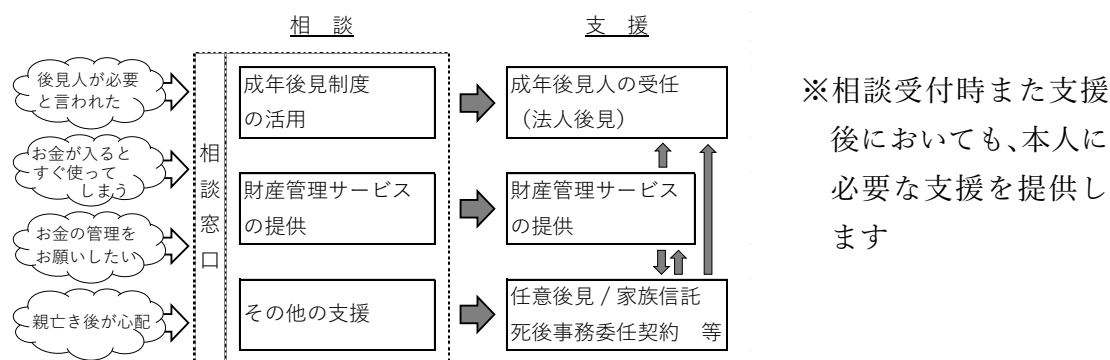 相 談
支 援
後見人が必要
と言われた
お金が入ると
すぐ使って
しまう
お金の管理を
お願いしたい
親亡き後が心配
相談窓口
成年後見制度
の活用
財産管理サービス
の提供
その他の支援
成年後見人の受任
（法人後見）
財産管理サービス
の提供
任意後見 / 家族信託
死後事務委任契約 等
※相談受付時また支援
後においても、本人に
必要な支援を提供し
ます